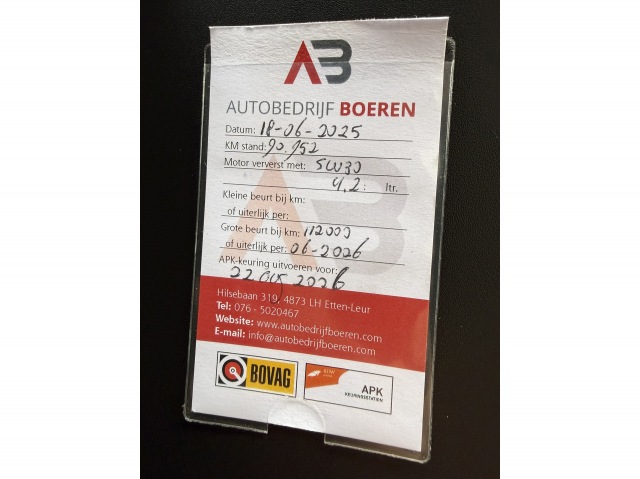 AB
AUTOBEDRIJF BOEREN
Datum: 18-06-2025
KM stand: 90.952
Motor ververst met: 5W30
4,2: ltr.
Kleine beurt bij km:
of uiterlijk per:
Grote beurt bij km: 112000
of uiterlijk per: 06-2026
APK-keuring uitvoeren voor:
22 2026
Hilsebaan 319, 4873 LH Etten-Leur
Tel: 076 - 5020467
Website: www.autobedrijfboeren.com
E-mail: info@autobedrijfboeren.com
BOVAG
RDW
APK
KEURINGSSTATION